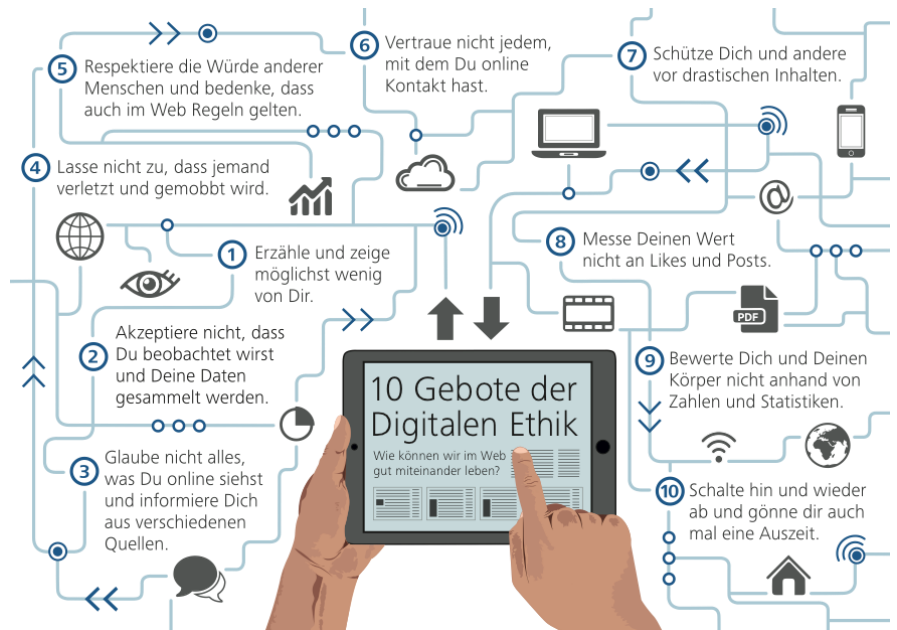 10 Gebote der
Digitalen Ethik
Wie können wir im Web
gut miteinander leben?
1
Erzähle und zeige
möglichst wenig
von Dir.
2
Akzeptiere nicht, dass
Du beobachtet wirst
und Deine Daten
gesammelt werden.
3
Glaube nicht alles,
was Du online siehst
und informiere Dich
aus verschiedenen
Quellen.
4
Lasse nicht zu, dass jemand
verletzt und gemobbt wird.
5
Respektiere die Würde anderer
Menschen und bedenke, dass
auch im Web Regeln gelten.
6
Vertraue nicht jedem,
mit dem Du online
Kontakt hast.
7
Schütze Dich und andere
vor drastischen Inhalten.
@
8
Messe Deinen Wert
nicht an Likes und Posts.
PDF
9
Bewerte Dich und Deinen
Körper nicht anhand von
Zahlen und Statistiken.
10
Schalte hin und wieder
ab und gönne dir auch
mal eine Auszeit.